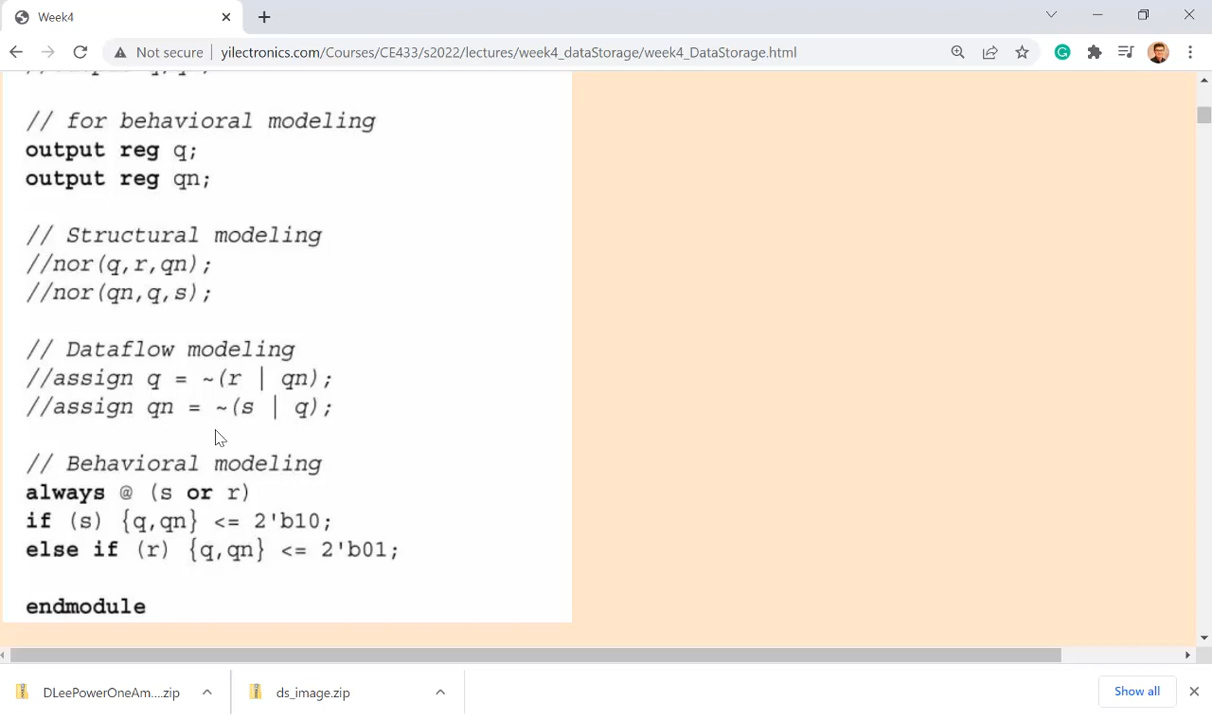 Week4
Not secure
yilectronics.com/Courses/CE433/s2022/lectures/week4_dataStorage/week4_DataStorage.html
// for behavioral modeling
output reg q;
output reg qn;
// Structural modeling
//nor(q,r,qn);
//nor(qn,q,s);
// Dataflow modeling
//assign q = ~(r | qn);
//assign qn = ~(s | q);
// Behavioral modeling
always @ (s or r)
if (s) {q,qn} <= 2'b10;
else if (r) {q,qn} <= 2'b01;
endmodule
DLeePowerOneAm....zip
ds_image.zip
Show all